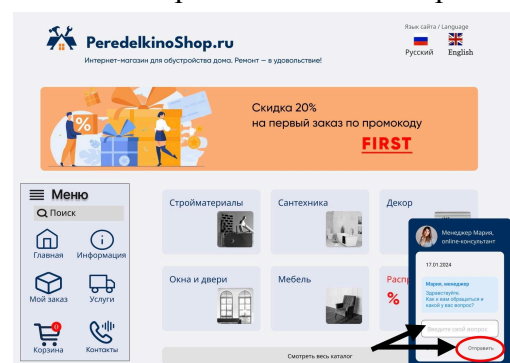 Язык сайта / Language
PeredelkinoShop.ru
Русский English
Интернет-магазин для обустройства дома. Ремонт – в удовольствие!
%
Скидка 20%
на первый заказ по промокоду
FIRST
Меню
Поиск
Главная Информация
Мой заказ Услуги
0
Корзина Контакты
Стройматериалы
Сантехника
Декор
Окна и двери
Мебель
Расп
%
Смотреть весь каталог
Менеджер Мария,
online-консультант
17.01.2024
Мария, менеджер
Здравствуйте.
Как к вам обращаться и
какой у вас вопрос?
Введите свой вопрос
Отправить